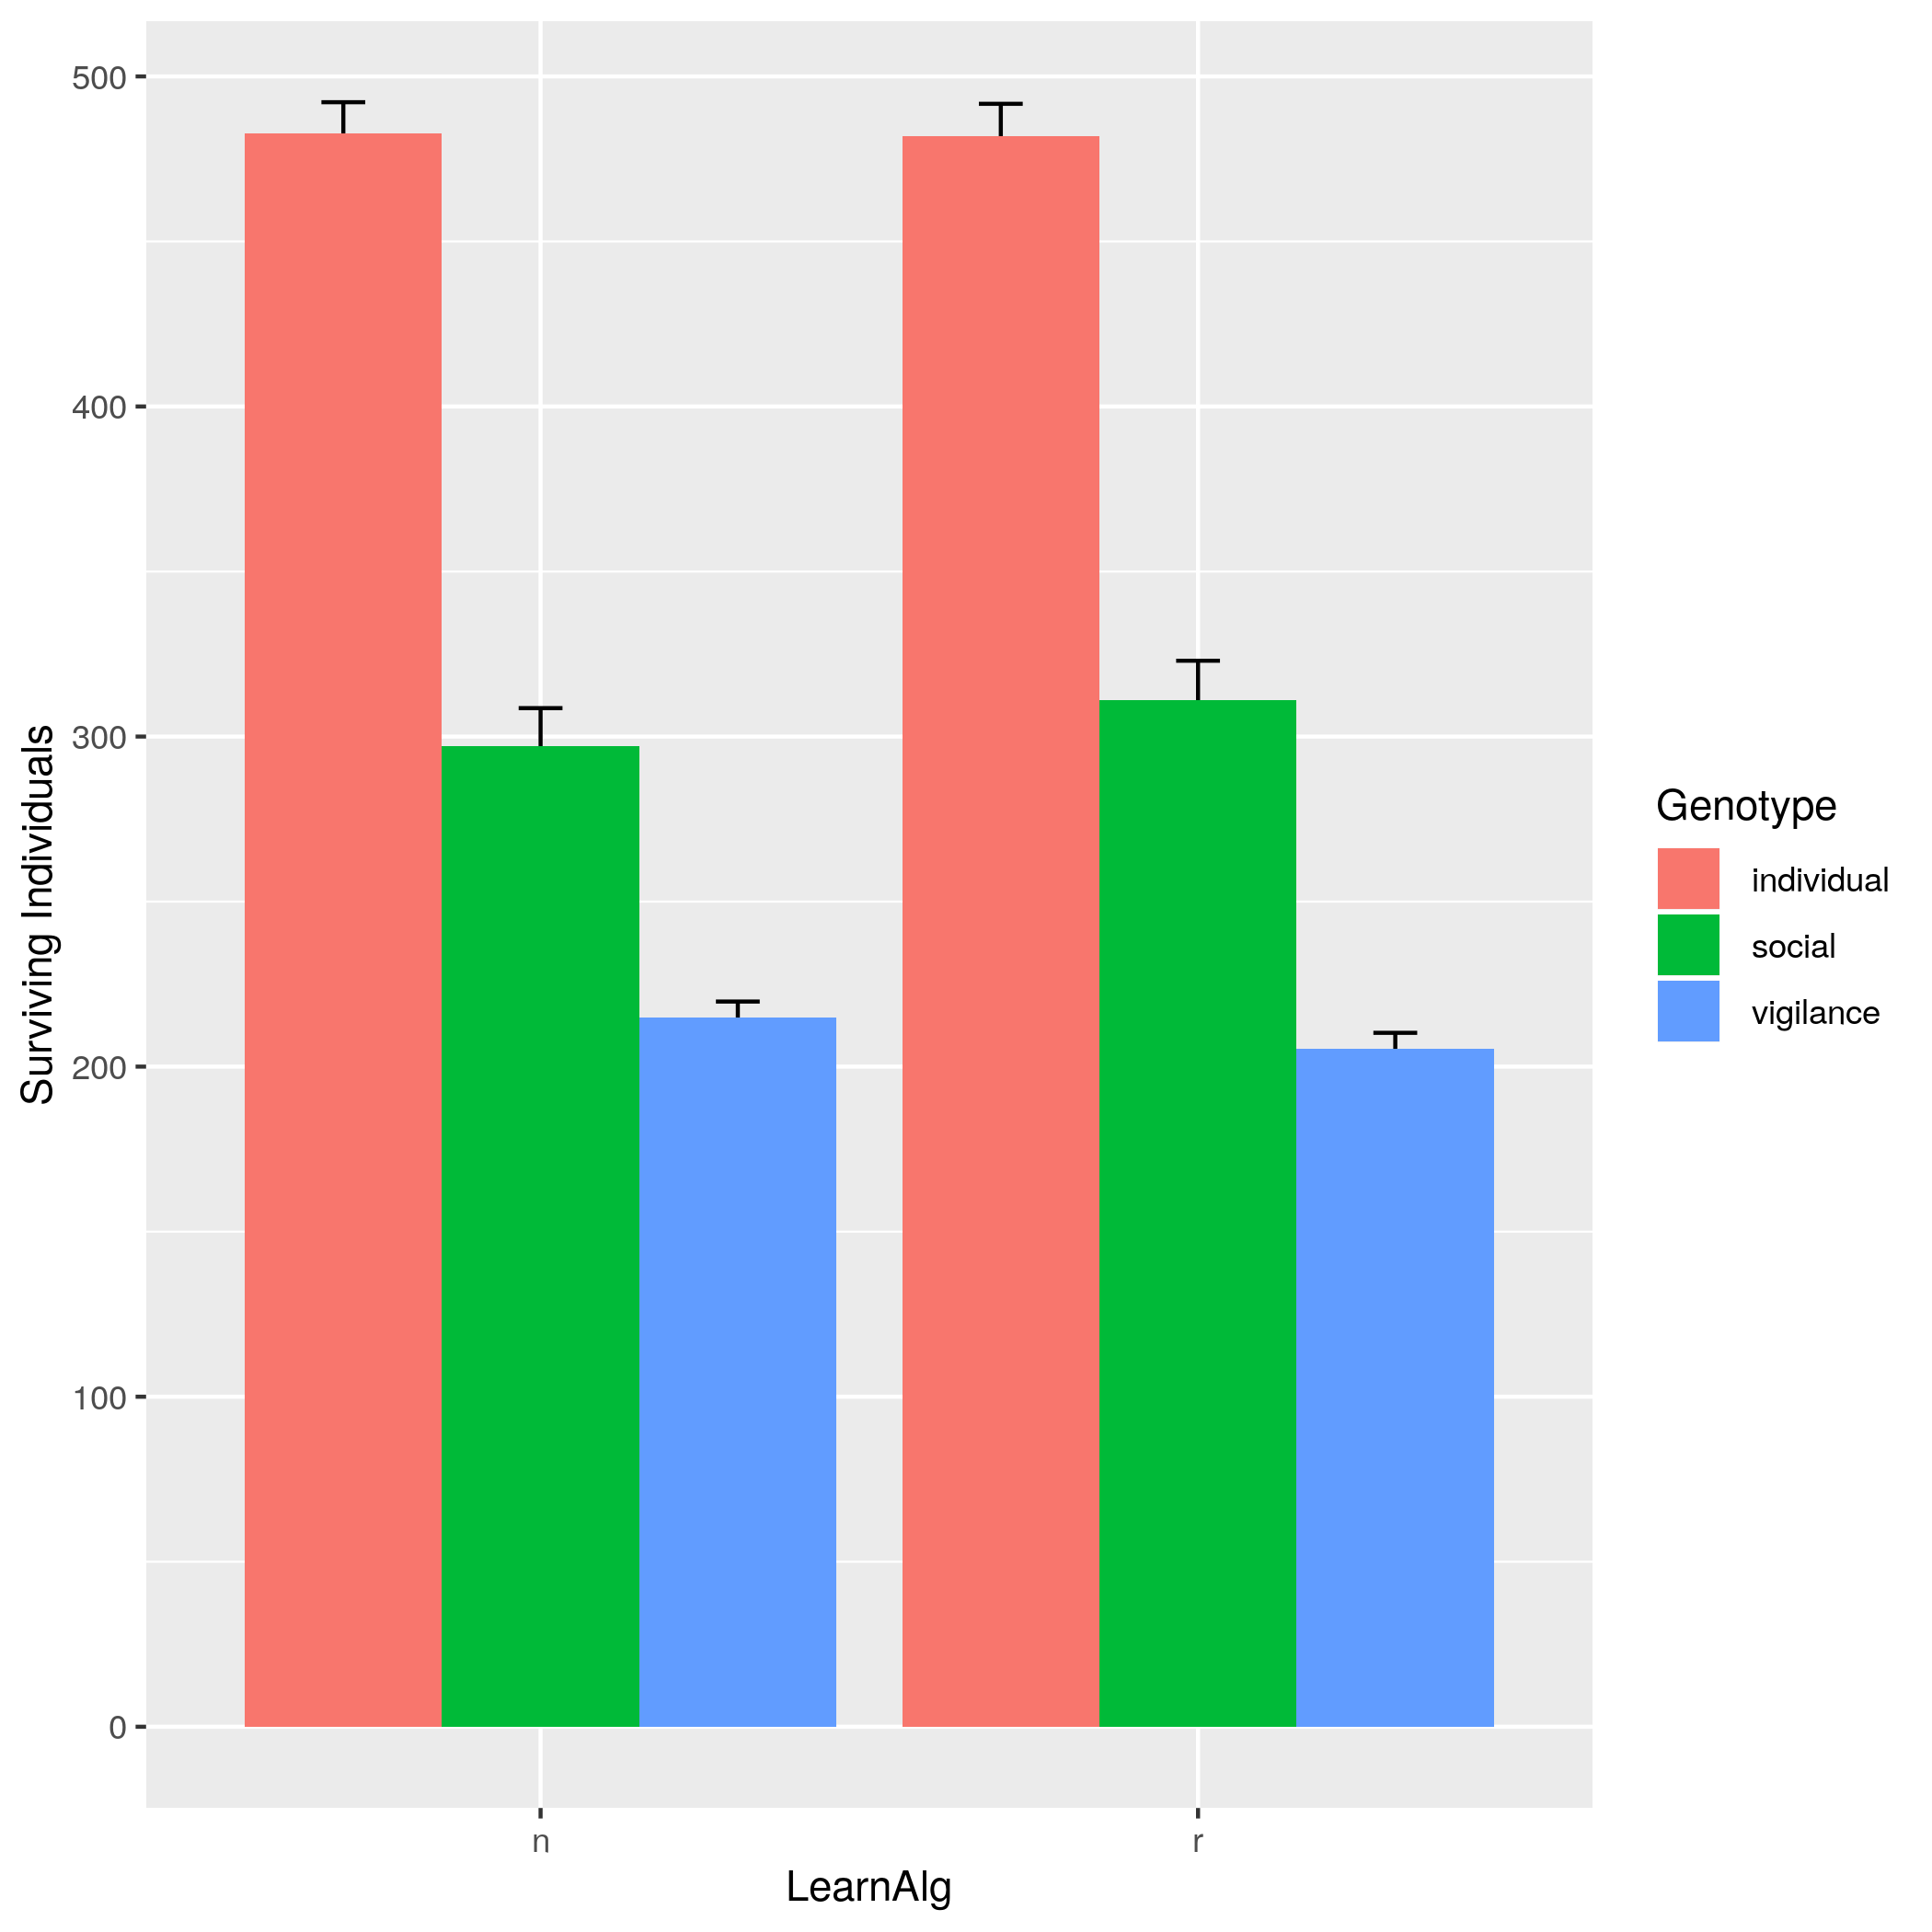 Surviving Individuals
500
400
300
200
100
0
n
r
LearnAlg
Genotype
individual
social
vigilance